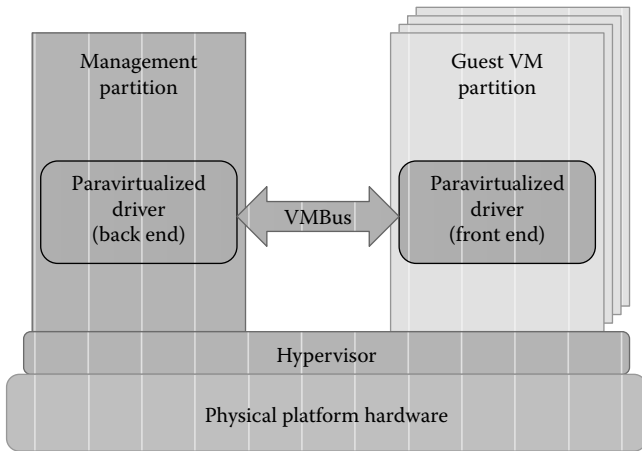 Management
partition
Guest VM
partition
Paravirtualized
driver
(back end)
VMBus
Paravirtualized
driver
(front end)
Hypervisor
Physical platform hardware